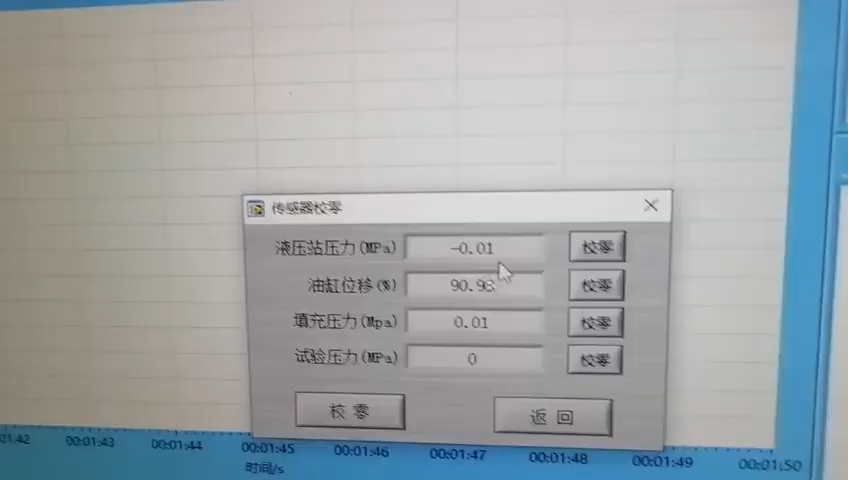 传感器校零
液压站压力(MPa) -0.01 校零
油缸位移(%) 90.98 校零
填充压力(Mpa) 0.01 校零
试验压力(MPa) 0 校零
校零 返回
01:42 00:01:43 00:01:44 00:01:45 00:01:46 00:01:47 00:01:48 00:01:49 00:01:50
时间/s